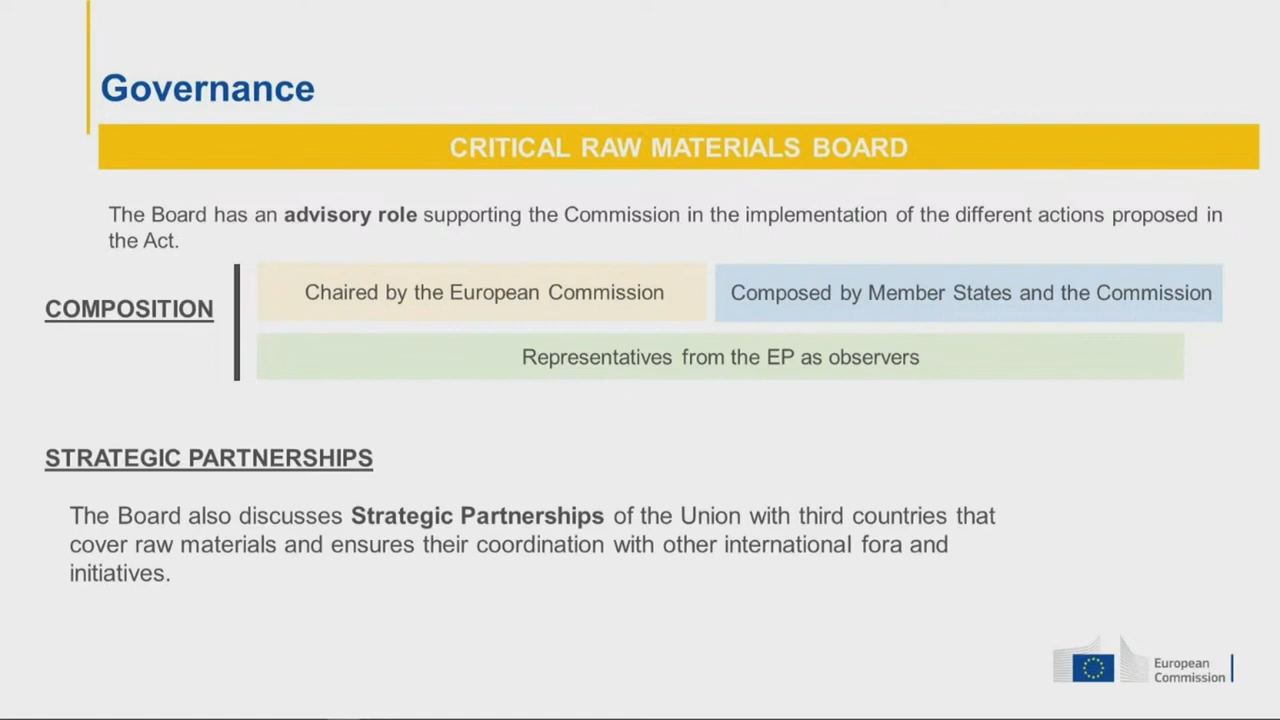 Governance
CRITICAL RAW MATERIALS BOARD
The Board has an advisory role supporting the Commission in the implementation of the different actions proposed in
the Act.
COMPOSITION
Chaired by the European Commission
Composed by Member States and the Commission
Representatives from the EP as observers
STRATEGIC PARTNERSHIPS
The Board also discusses Strategic Partnerships of the Union with third countries that
cover raw materials and ensures their coordination with other international fora and
initiatives.
European
Commission